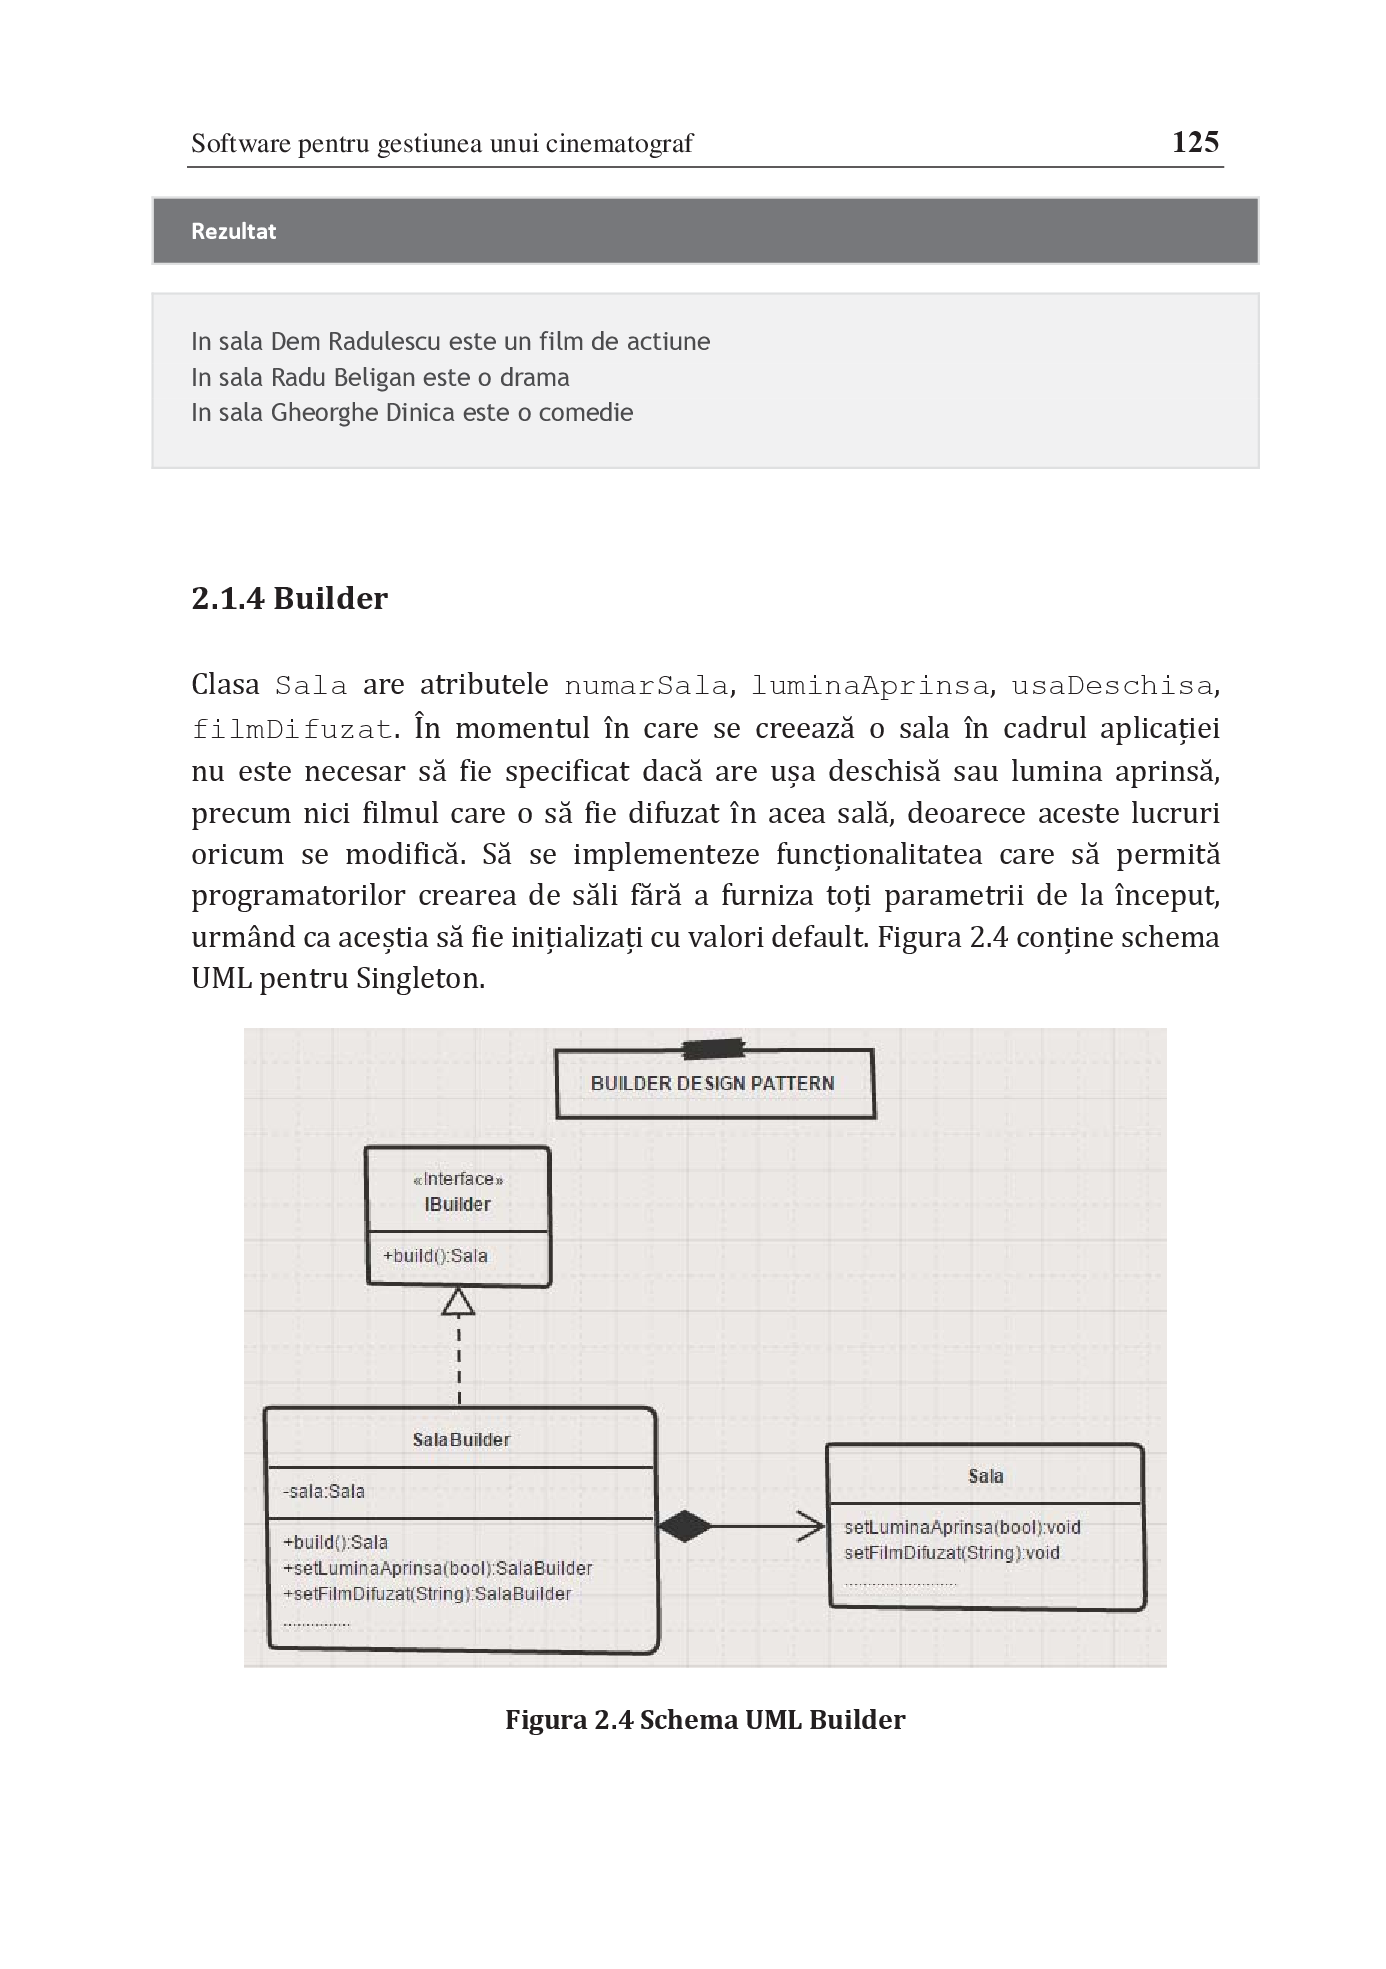 Software pentru gestiunea unui cinematograf 125
Rezultat
In sala Dem Radulescu este un film de actiune
In sala Radu Beligan este o drama
In sala Gheorghe Dinica este o comedie
2.1.4 Builder
Clasa Sala are atributele numarSala, luminaAprinsa, usaDeschisa,
filmDifuzat. În momentul în care se creează o sala în cadrul aplicației
nu este necesar să fie specificat dacă are ușa deschisă sau lumina aprinsă,
precum nici filmul care o să fie difuzat în acea sală, deoarece aceste lucruri
oricum se modifică. Să se implementeze funcționalitatea care să permită
programatorilor crearea de săli fără a furniza toți parametrii de la început,
urmând ca aceștia să fie inițializați cu valori default. Figura 2.4 conține schema
UML pentru Singleton.
BUILDER DESIGN PATTERN
«Interface»
IBuilder
+build():Sala
SalaBuilder
-sala:Sala
+build():Sala
+setLuminaAprinsa(bool):SalaBuilder
+setFilmDifuzat(String):SalaBuilder
...............
Sala
setLuminaAprinsa(bool):void
setFilmDifuzat(String):void
.........................
Figura 2.4 Schema UML Builder